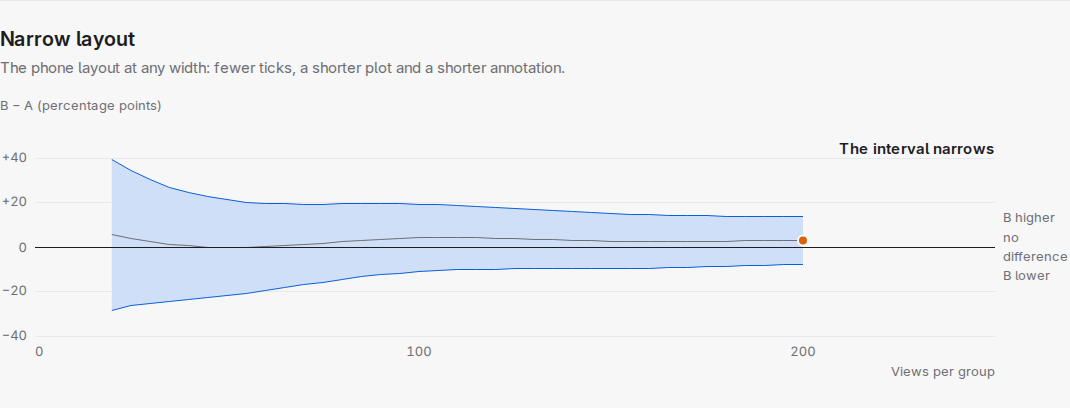 Narrow layout
The phone layout at any width: fewer ticks, a shorter plot and a shorter annotation.
B − A (percentage points)
The interval narrows
+40
+20
0
−20
−40
B higher
no
difference
B lower
0
100
200
Views per group